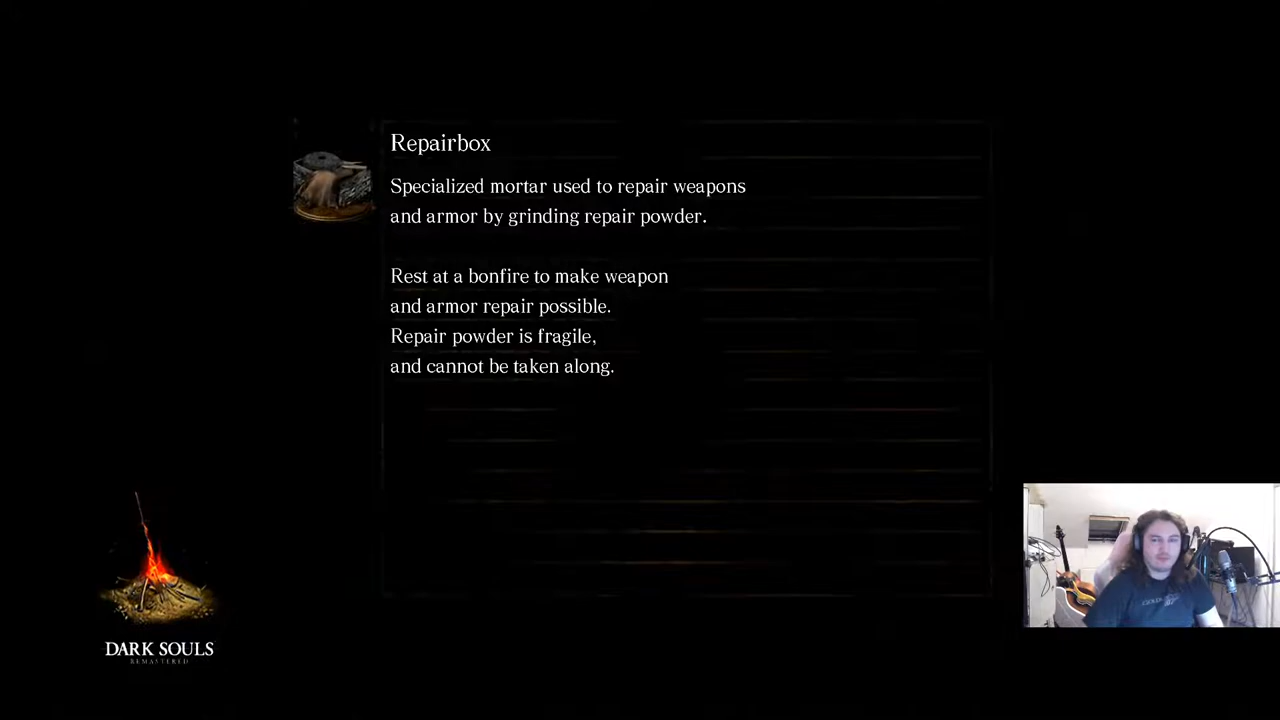 Repairbox
Specialized mortar used to repair weapons
and armor by grinding repair powder.
Rest at a bonfire to make weapon
and armor repair possible.
Repair powder is fragile,
and cannot be taken along.
DARK SOULS
REMASTERED